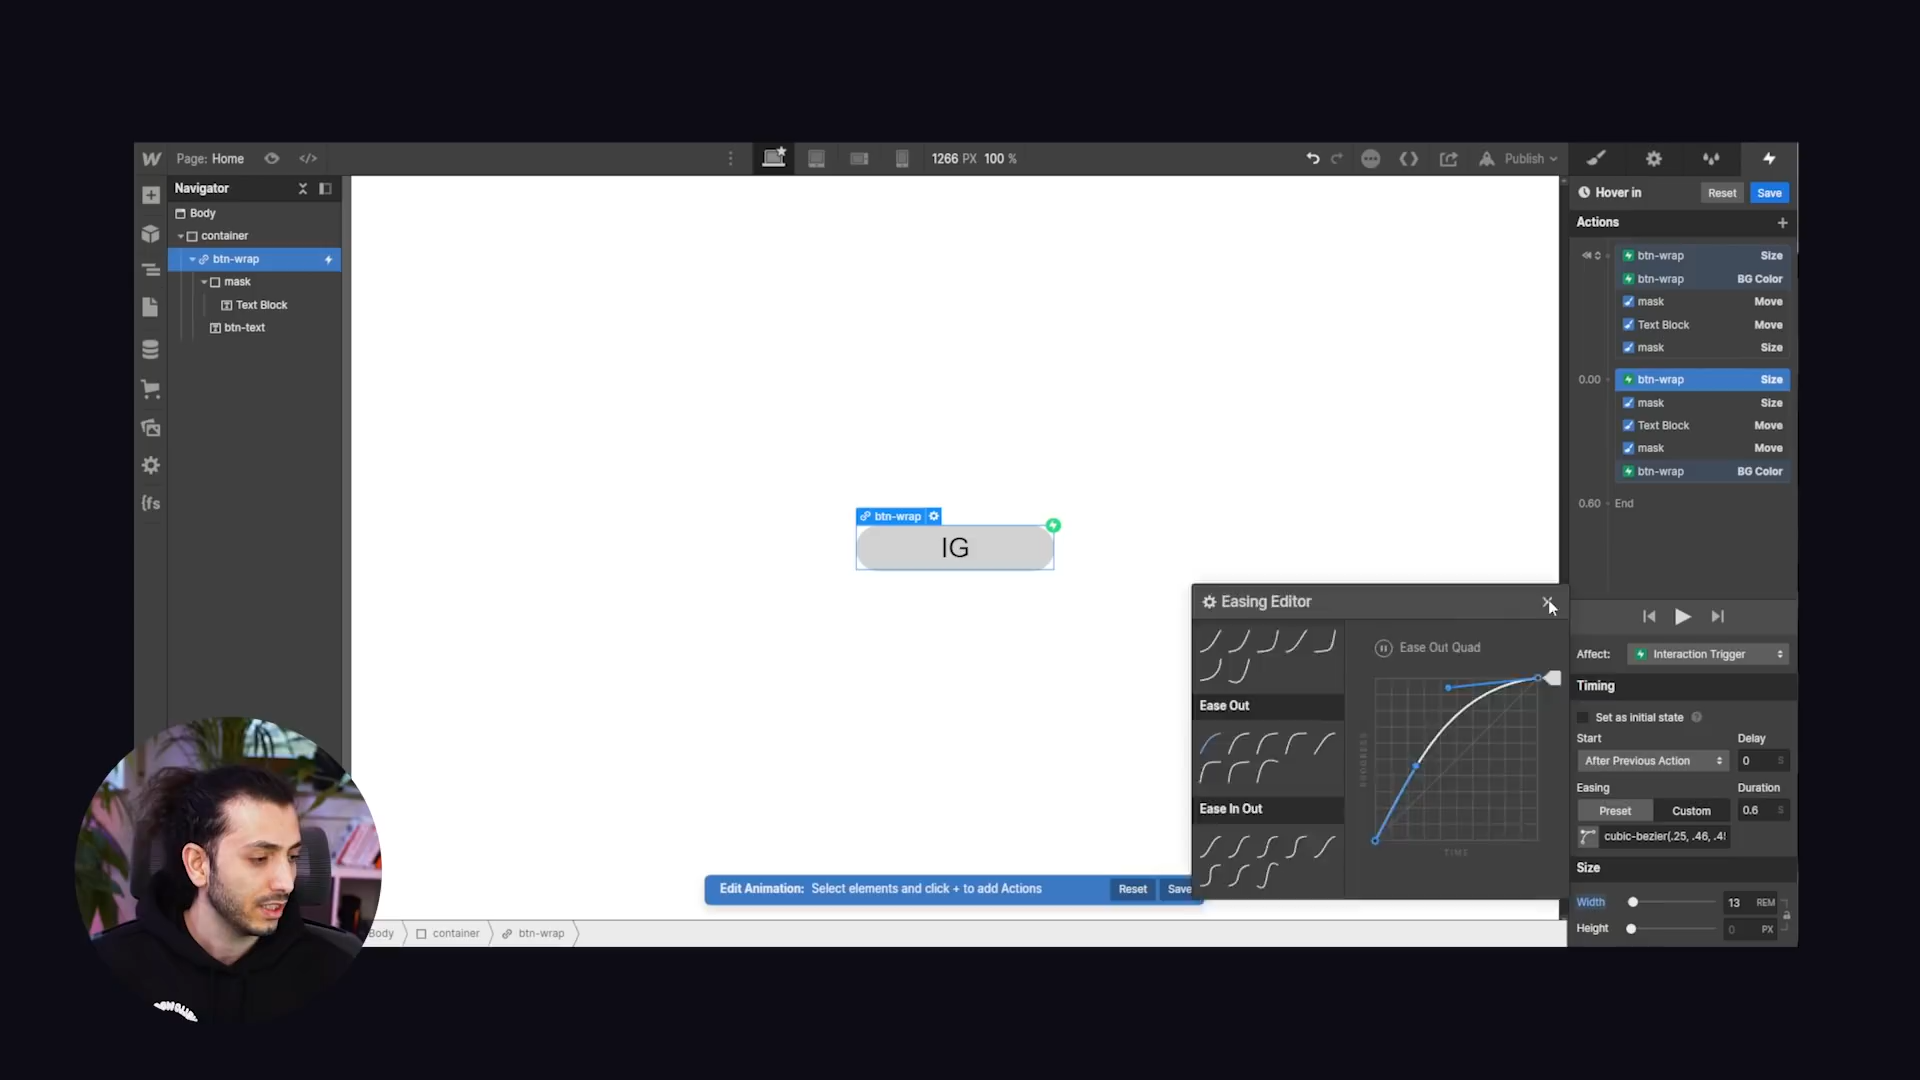 Page: Home
1266 PX 100 %
Publish
Navigator
Body
container
btn-wrap
mask
Text Block
btn-text
{fs
btn-wrap
IG
Hover in
Reset
Save
Actions
btn-wrap Size
btn-wrap BG Color
mask Move
Text Block Move
mask Size
0.00 btn-wrap Size
mask Size
Text Block Move
mask Move
btn-wrap BG Color
0.60 End
Affect: Interaction Trigger
Timing
Set as initial state
Start Delay
After Previous Action 0 S
Easing Duration
Preset Custom 0.6 S
cubic-bezier(.25, .46, .4
Size
Width 13 REM
Height 0 PX
Easing Editor
Ease Out Quad
Ease Out
Ease In Out
PROGRESS
TIME
Edit Animation: Select elements and click + to add Actions
Reset
Save
Body container btn-wrap